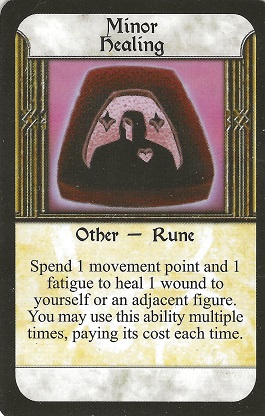 Minor
Healing
Other – Rune
Spend 1 movement point and 1
fatigue to heal 1 wound to
yourself or an adjacent figure.
You may use this ability multiple
times, paying its cost each time.